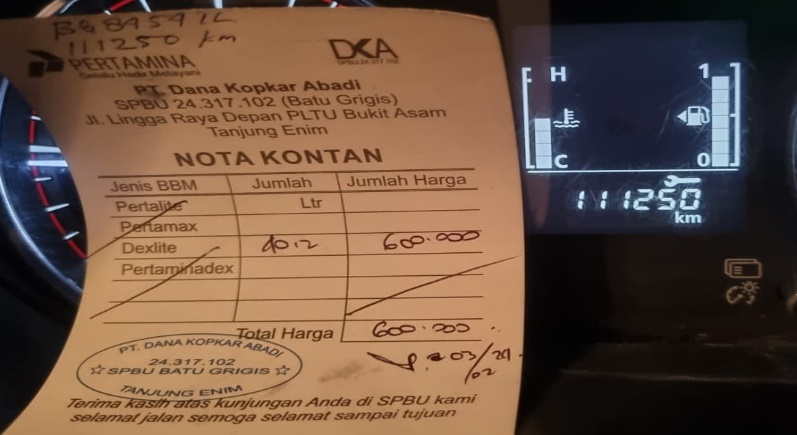 BG 8454 IL
111250 km
PERTAMINA
Selalu Hadir Melayani
DKA
SPBU 24.317.102
PT. Dana Kopkar Abadi
SPBU 24.317.102 (Batu Grigis)
Jl. Lingga Raya Depan PLTU Bukit Asam
Tanjung Enim
NOTA KONTAN
Jenis BBM Jumlah Jumlah Harga
Pertalite Ltr
Pertamax
Dexlite 40.2 600.000
Pertaminadex
Total Harga 600.000
03/02
PT. DANA KOPKAR ABADI
24.317.102
SPBU BATU GRIGIS
TANJUNG ENIM
Terima kasih atas kunjungan Anda di SPBU kami
selamat jalan semoga selamat sampai tujuan
H 1
C 0
111250
km